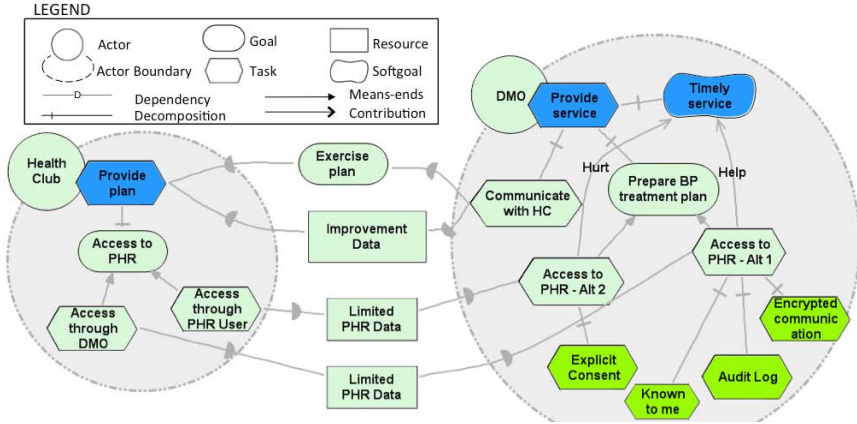 LEGEND
Actor
Goal
Resource
Actor Boundary
Task
Softgoal
D
Dependency
Means-ends
Decomposition
Contribution
Health
Club
Provide
plan
Access to
PHR
Access
through
DMO
Access
through
PHR User
Exercise
plan
Improvement
Data
Limited
PHR Data
Limited
PHR Data
DMO
Provide
service
Timely
service
Hurt
Help
Communicate
with HC
Prepare BP
treatment plan
Access to
PHR - Alt 2
Access to
PHR - Alt 1
Explicit
Consent
Known
to me
Audit Log
Encrypted
communic
ation